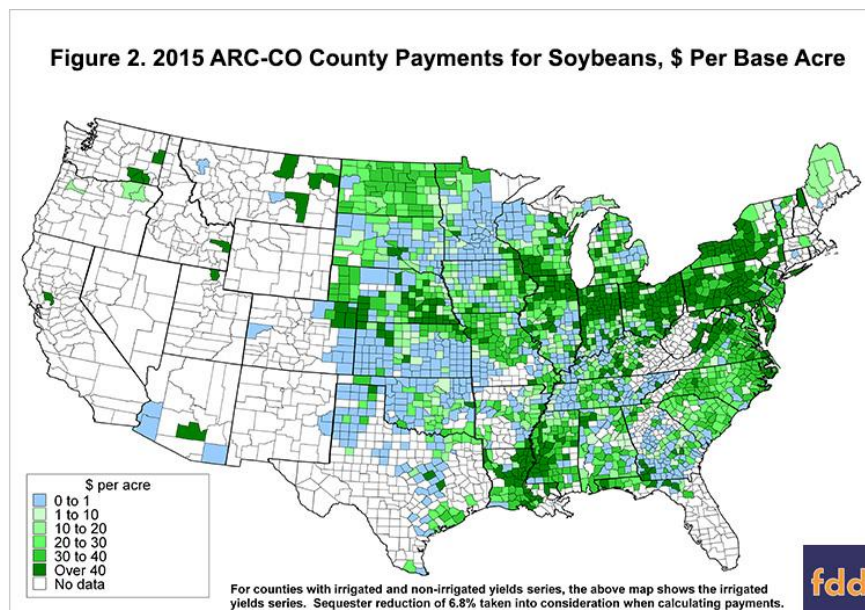 Figure 2. 2015 ARC-CO County Payments for Soybeans, $ Per Base Acre
$ per acre
0 to 1
1 to 10
10 to 20
20 to 30
30 to 40
Over 40
No data
For counties with irrigated and non-irrigated yields series, the above map shows the irrigated
yields series. Sequester reduction of 6.8% taken into consideration when calculating payments.
fdd